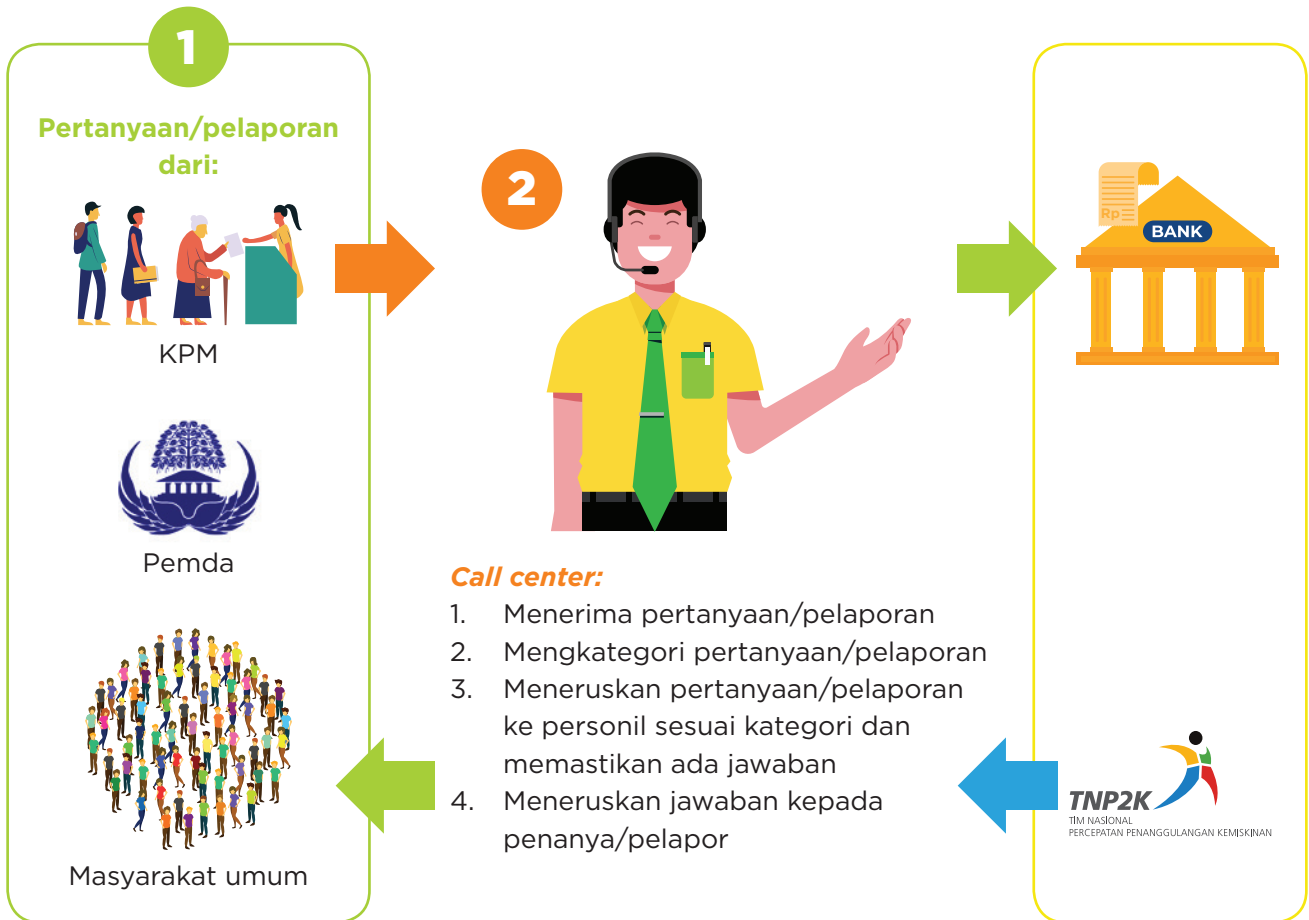 1
Pertanyaan/pelaporan
dari:
KPM
Pemda
Masyarakat umum
2
Call center:
1. Menerima pertanyaan/pelaporan
2. Mengkategori pertanyaan/pelaporan
3. Meneruskan pertanyaan/pelaporan
ke personil sesuai kategori dan
memastikan ada jawaban
4. Meneruskan jawaban kepada
penanya/pelapor
Rp
BANK
TNP2K
TIM NASIONAL
PERCEPATAN PENANGGULANGAN KEMISKINAN